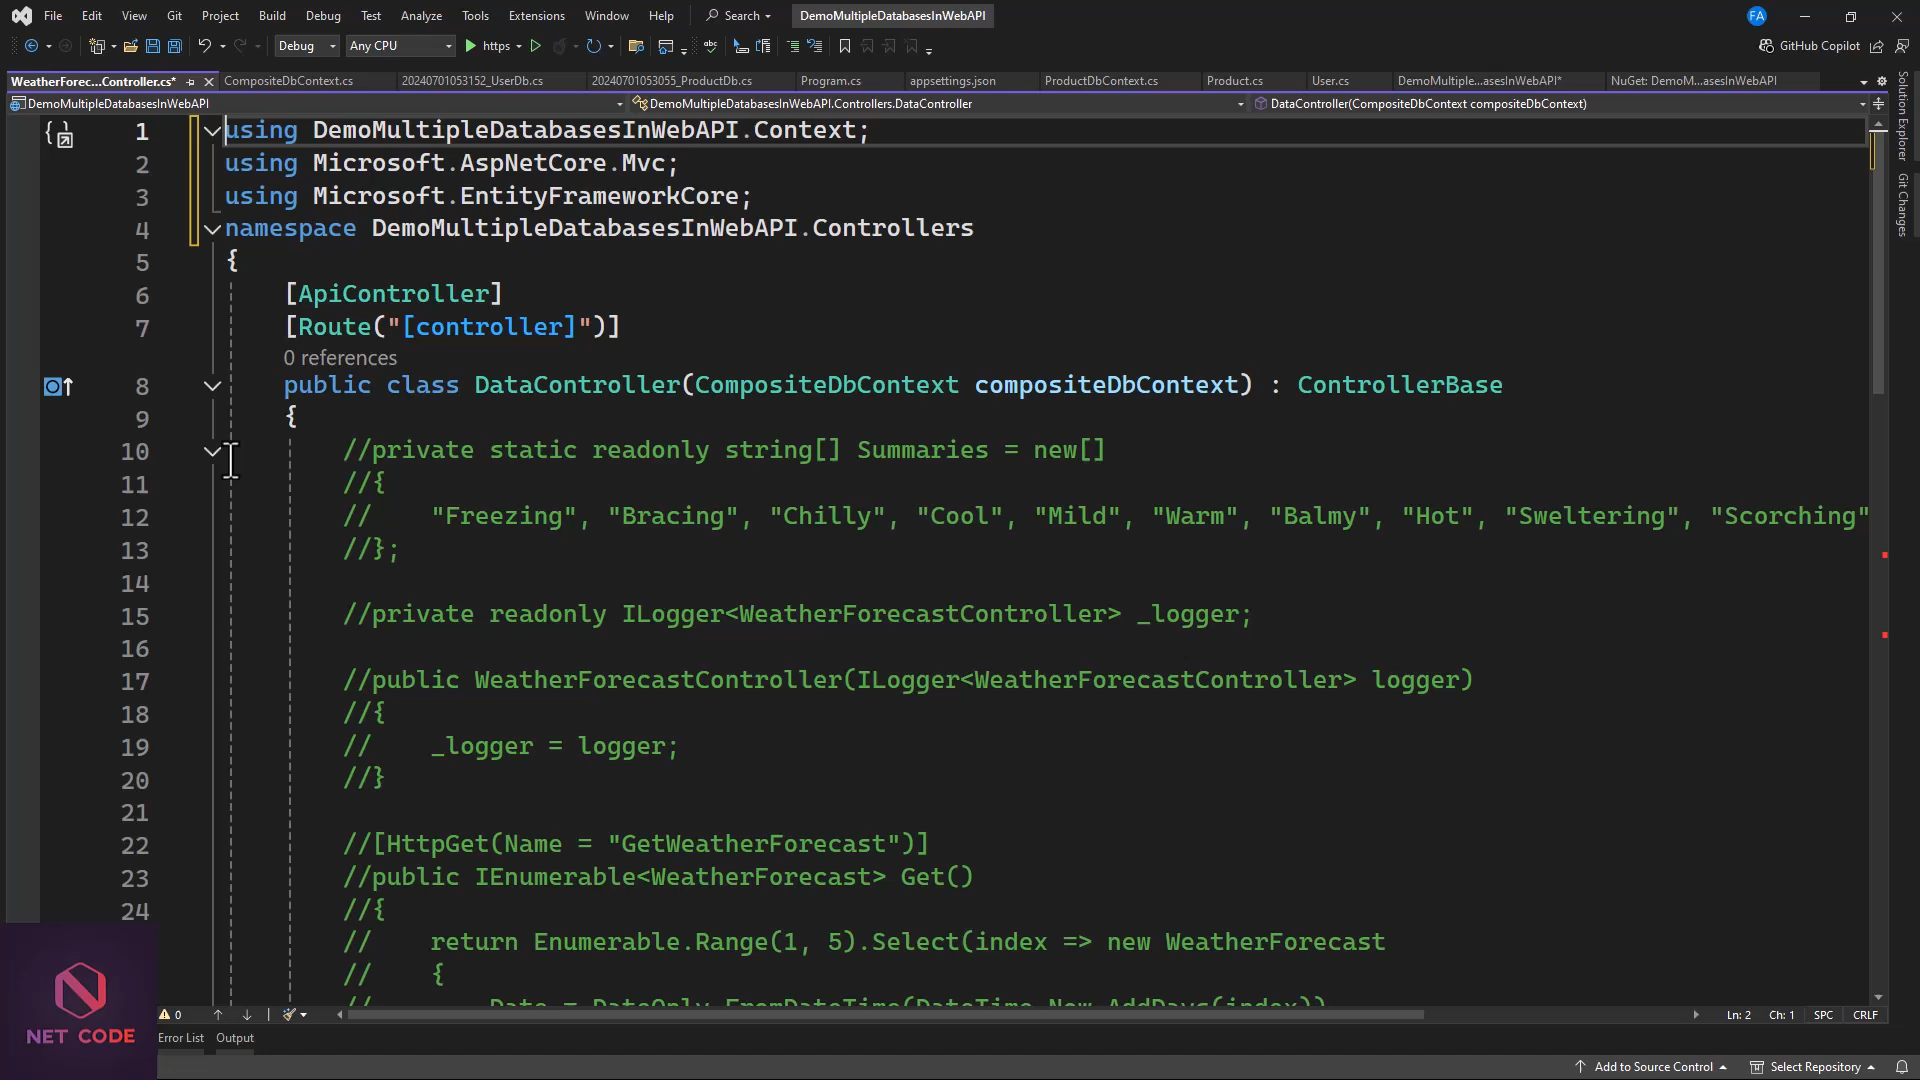 File Edit View Git Project Build Debug Test Analyze Tools Extensions Window Help Search DemoMultipleDatabasesInWebAPI FA
Debug Any CPU https GitHub Copilot
WeatherForec...Controller.cs* CompositeDbContext.cs 20240701053152_UserDb.cs 20240701053055_ProductDb.cs Program.cs appsettings.json ProductDbContext.cs Product.cs User.cs DemoMultiple...asesInWebAPI* NuGet: DemoM...asesInWebAPI
DemoMultipleDatabasesInWebAPI DemoMultipleDatabasesInWebAPI.Controllers.DataController DataController(CompositeDbContext compositeDbContext)
Solution Explorer
Git Changes
1 using DemoMultipleDatabasesInWebAPI.Context;
2 using Microsoft.AspNetCore.Mvc;
3 using Microsoft.EntityFrameworkCore;
4 namespace DemoMultipleDatabasesInWebAPI.Controllers
5 {
6 [ApiController]
7 [Route("[controller]")]
0 references
8 public class DataController(CompositeDbContext compositeDbContext) : ControllerBase
9 {
10 //private static readonly string[] Summaries = new[]
11 //{
12 // "Freezing", "Bracing", "Chilly", "Cool", "Mild", "Warm", "Balmy", "Hot", "Sweltering", "Scorching"
13 //};
14
15 //private readonly ILogger<WeatherForecastController> _logger;
16
17 //public WeatherForecastController(ILogger<WeatherForecastController> logger)
18 //{
19 // _logger = logger;
20 //}
21
22 //[HttpGet(Name = "GetWeatherForecast")]
23 //public IEnumerable<WeatherForecast> Get()
24 //{
// return Enumerable.Range(1, 5).Select(index => new WeatherForecast
// {
// Date = DateOnly.FromDateTime(DateTime.Now.AddDays(index)),
0 Ln: 2 Ch: 1 SPC CRLF
NET CODE
Error List Output
Add to Source Control Select Repository